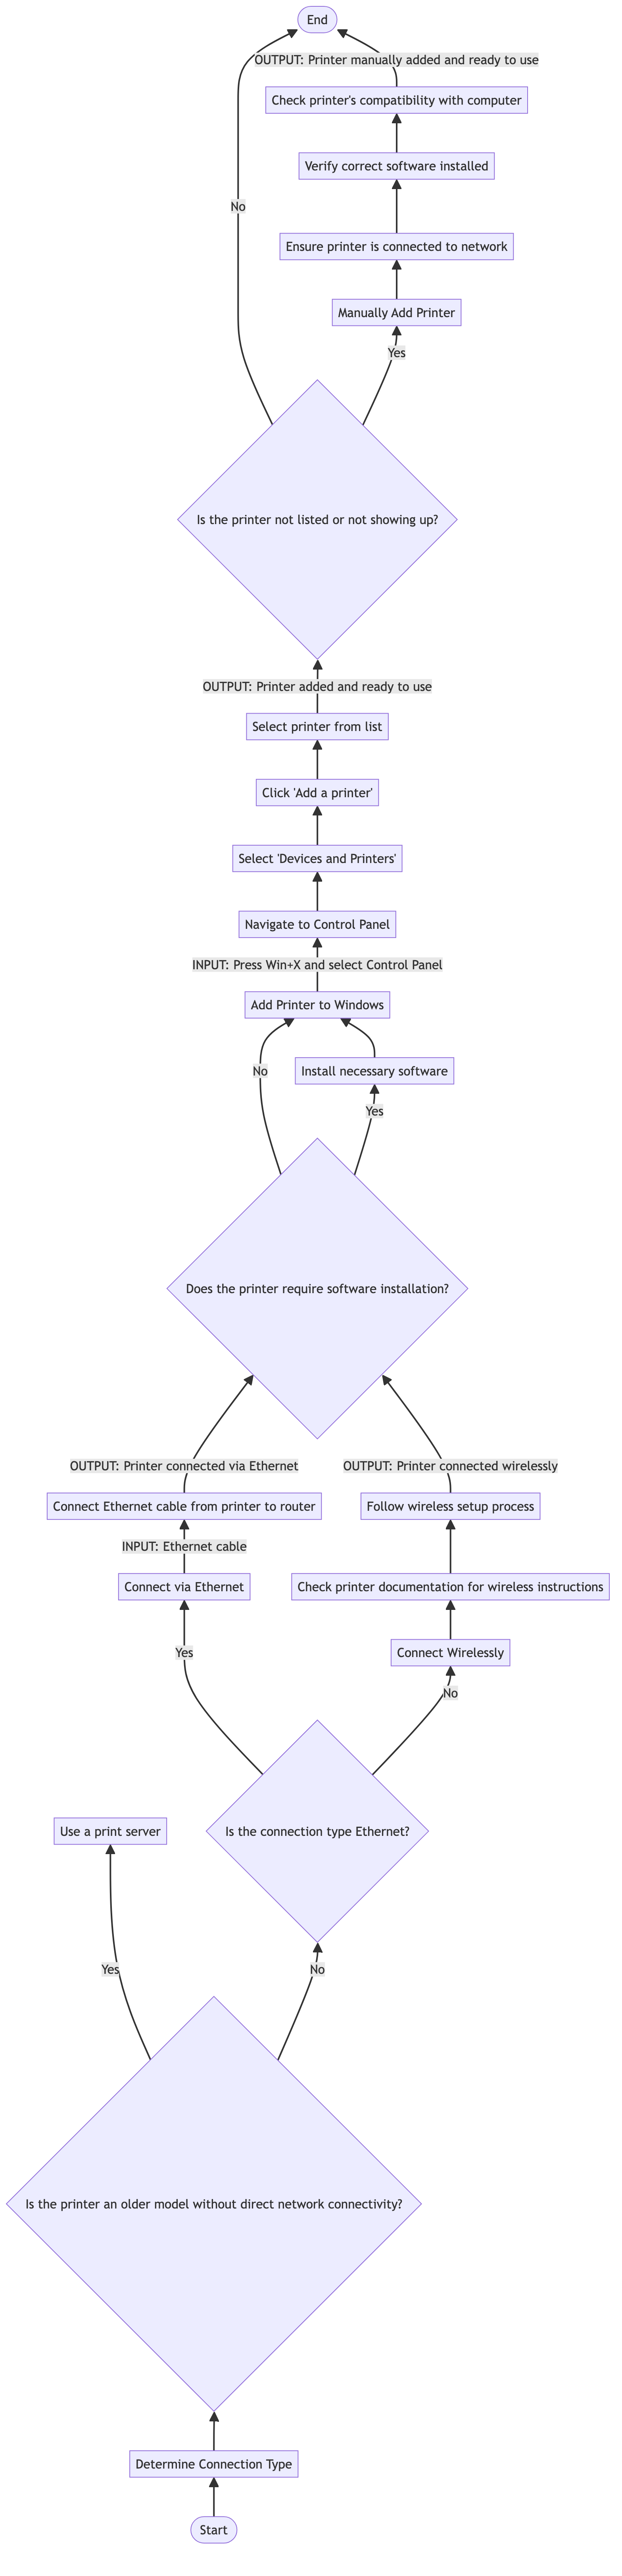 End
OUTPUT: Printer manually added and ready to use
Check printer's compatibility with computer
Verify correct software installed
No
Ensure printer is connected to network
Manually Add Printer
Yes
Is the printer not listed or not showing up?
OUTPUT: Printer added and ready to use
Select printer from list
Click 'Add a printer'
Select 'Devices and Printers'
Navigate to Control Panel
INPUT: Press Win+X and select Control Panel
Add Printer to Windows
No
Install necessary software
Yes
Does the printer require software installation?
OUTPUT: Printer connected via Ethernet
OUTPUT: Printer connected wirelessly
Connect Ethernet cable from printer to router
Follow wireless setup process
INPUT: Ethernet cable
Connect via Ethernet
Check printer documentation for wireless instructions
Yes
Connect Wirelessly
No
Use a print server
Is the connection type Ethernet?
Yes
No
Is the printer an older model without direct network connectivity?
Determine Connection Type
Start